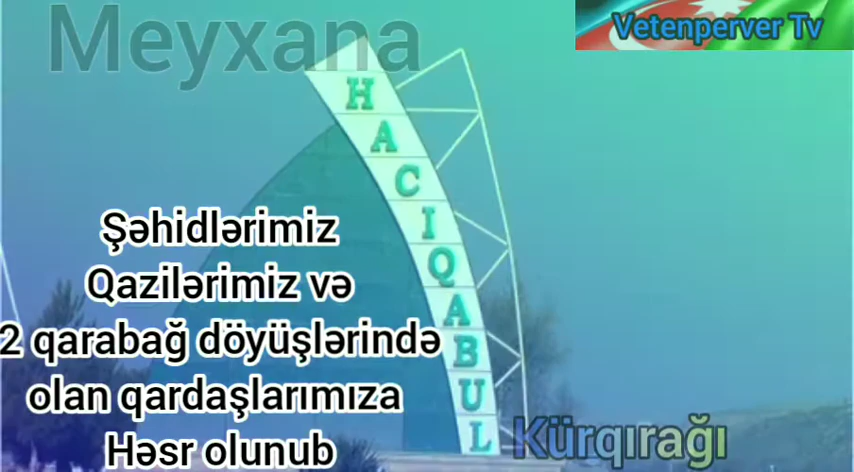 Meyxana
Vetenperver Tv
HACIQABUL
Şəhidlərimiz
Qazilərimiz və
2 qarabağ döyüşlərində
olan qardaşlarımıza
Həsr olunub
Kürqırağı